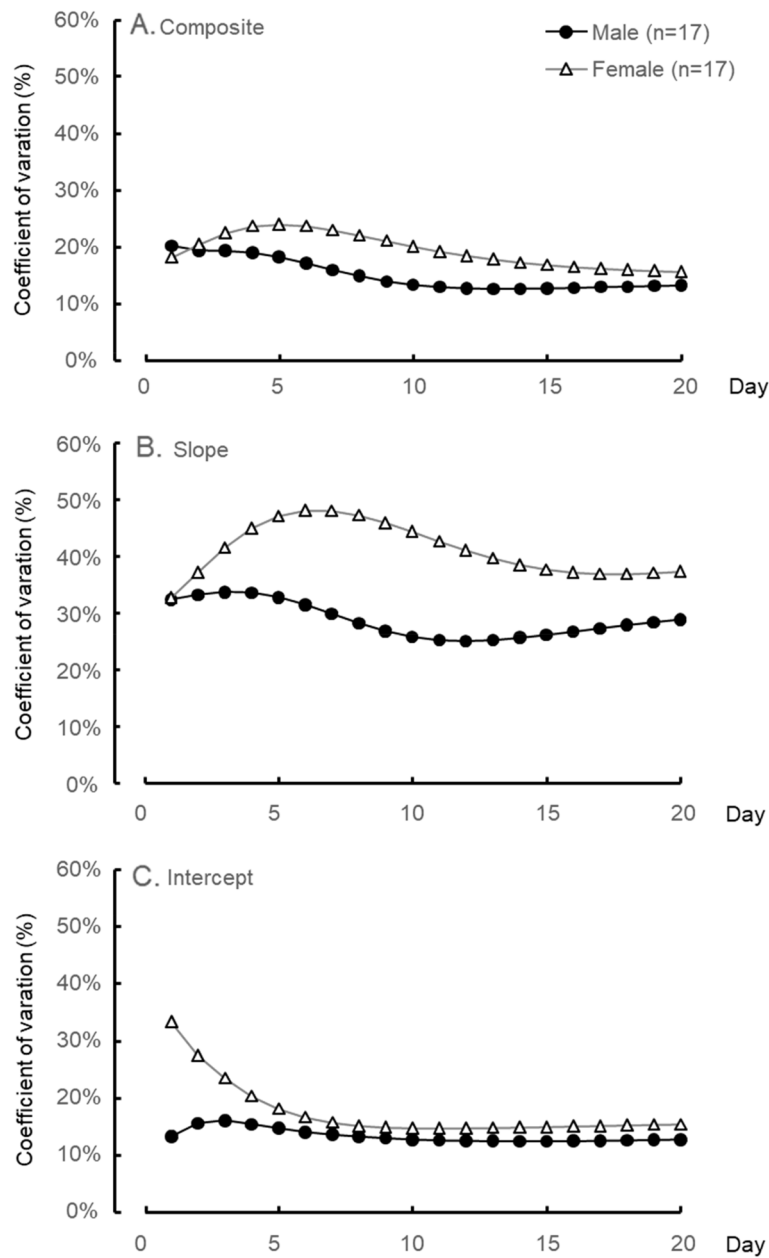 A. Composite
Male (n=17)
Female (n=17)
Coefficient of varation (%)
60%
50%
40%
30%
20%
10%
0%
0 5 10 15 20 Day
B. Slope
Coefficient of varation (%)
60%
50%
40%
30%
20%
10%
0%
0 5 10 15 20 Day
C. Intercept
Coefficient of varation (%)
60%
50%
40%
30%
20%
10%
0%
0 5 10 15 20 Day